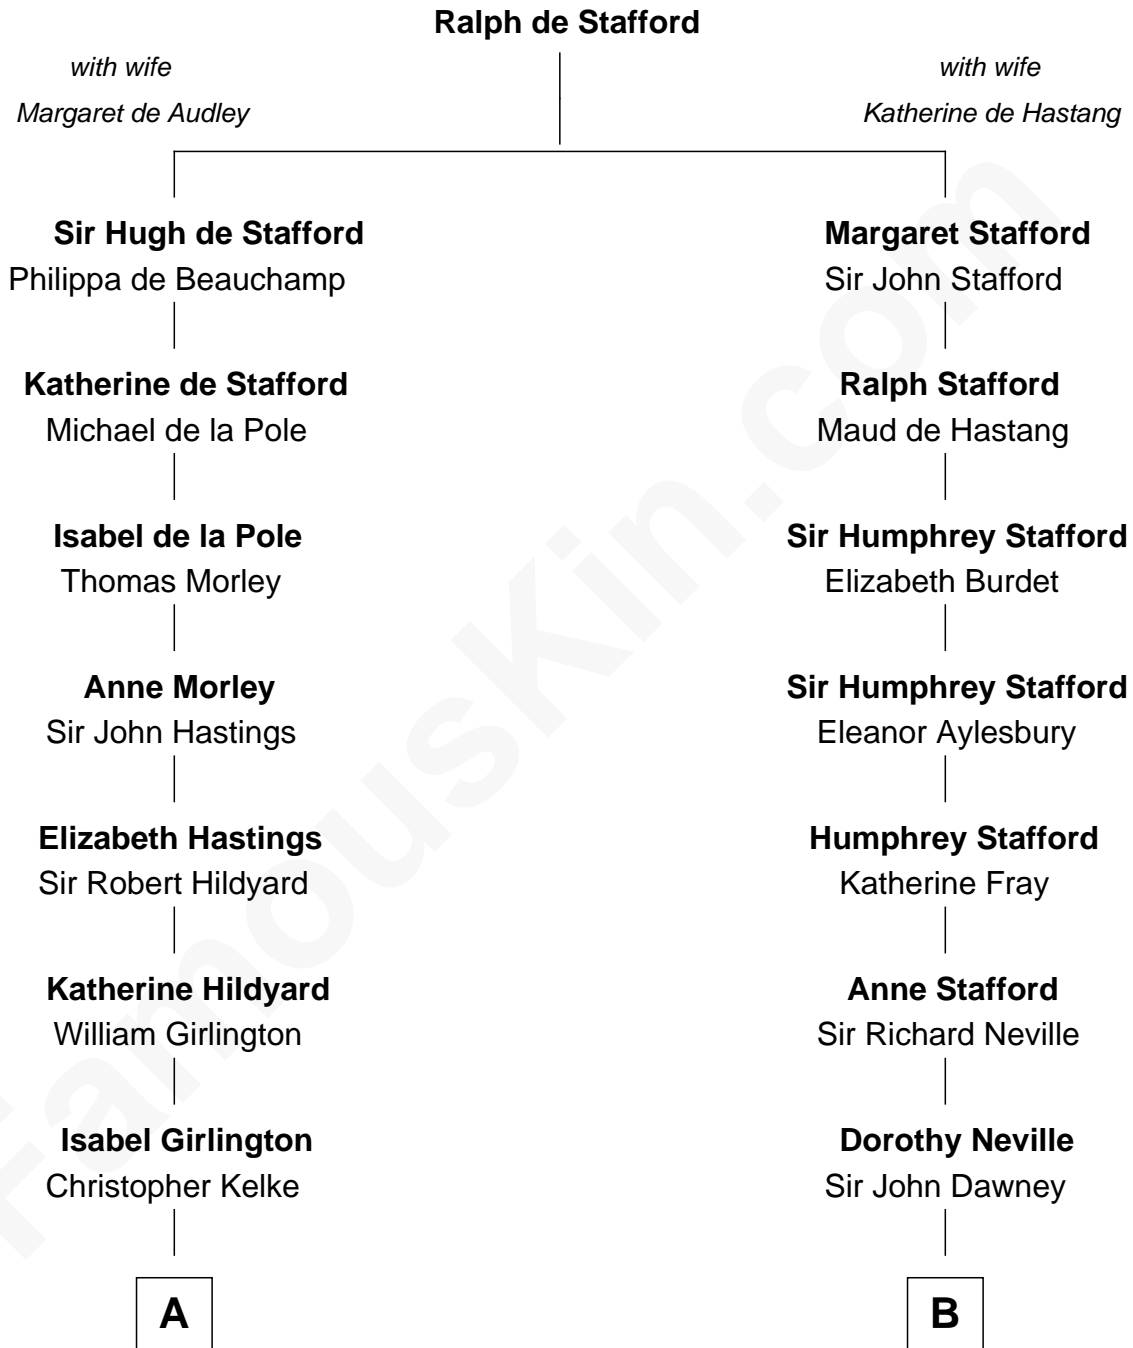 Ralph de Stafford
with wife
Margaret de Audley
with wife
Katherine de Hastang
Sir Hugh de Stafford
Philippa de Beauchamp
Margaret Stafford
Sir John Stafford
Katherine de Stafford
Michael de la Pole
Ralph Stafford
Maud de Hastang
Isabel de la Pole
Thomas Morley
Sir Humphrey Stafford
Elizabeth Burdet
Anne Morley
Sir John Hastings
Sir Humphrey Stafford
Eleanor Aylesbury
Elizabeth Hastings
Sir Robert Hildyard
Humphrey Stafford
Katherine Fray
Katherine Hildyard
William Girlington
Anne Stafford
Sir Richard Neville
Isabel Girlington
Christopher Kelke
Dorothy Neville
Sir John Dawney
A
B
FamousKin.com